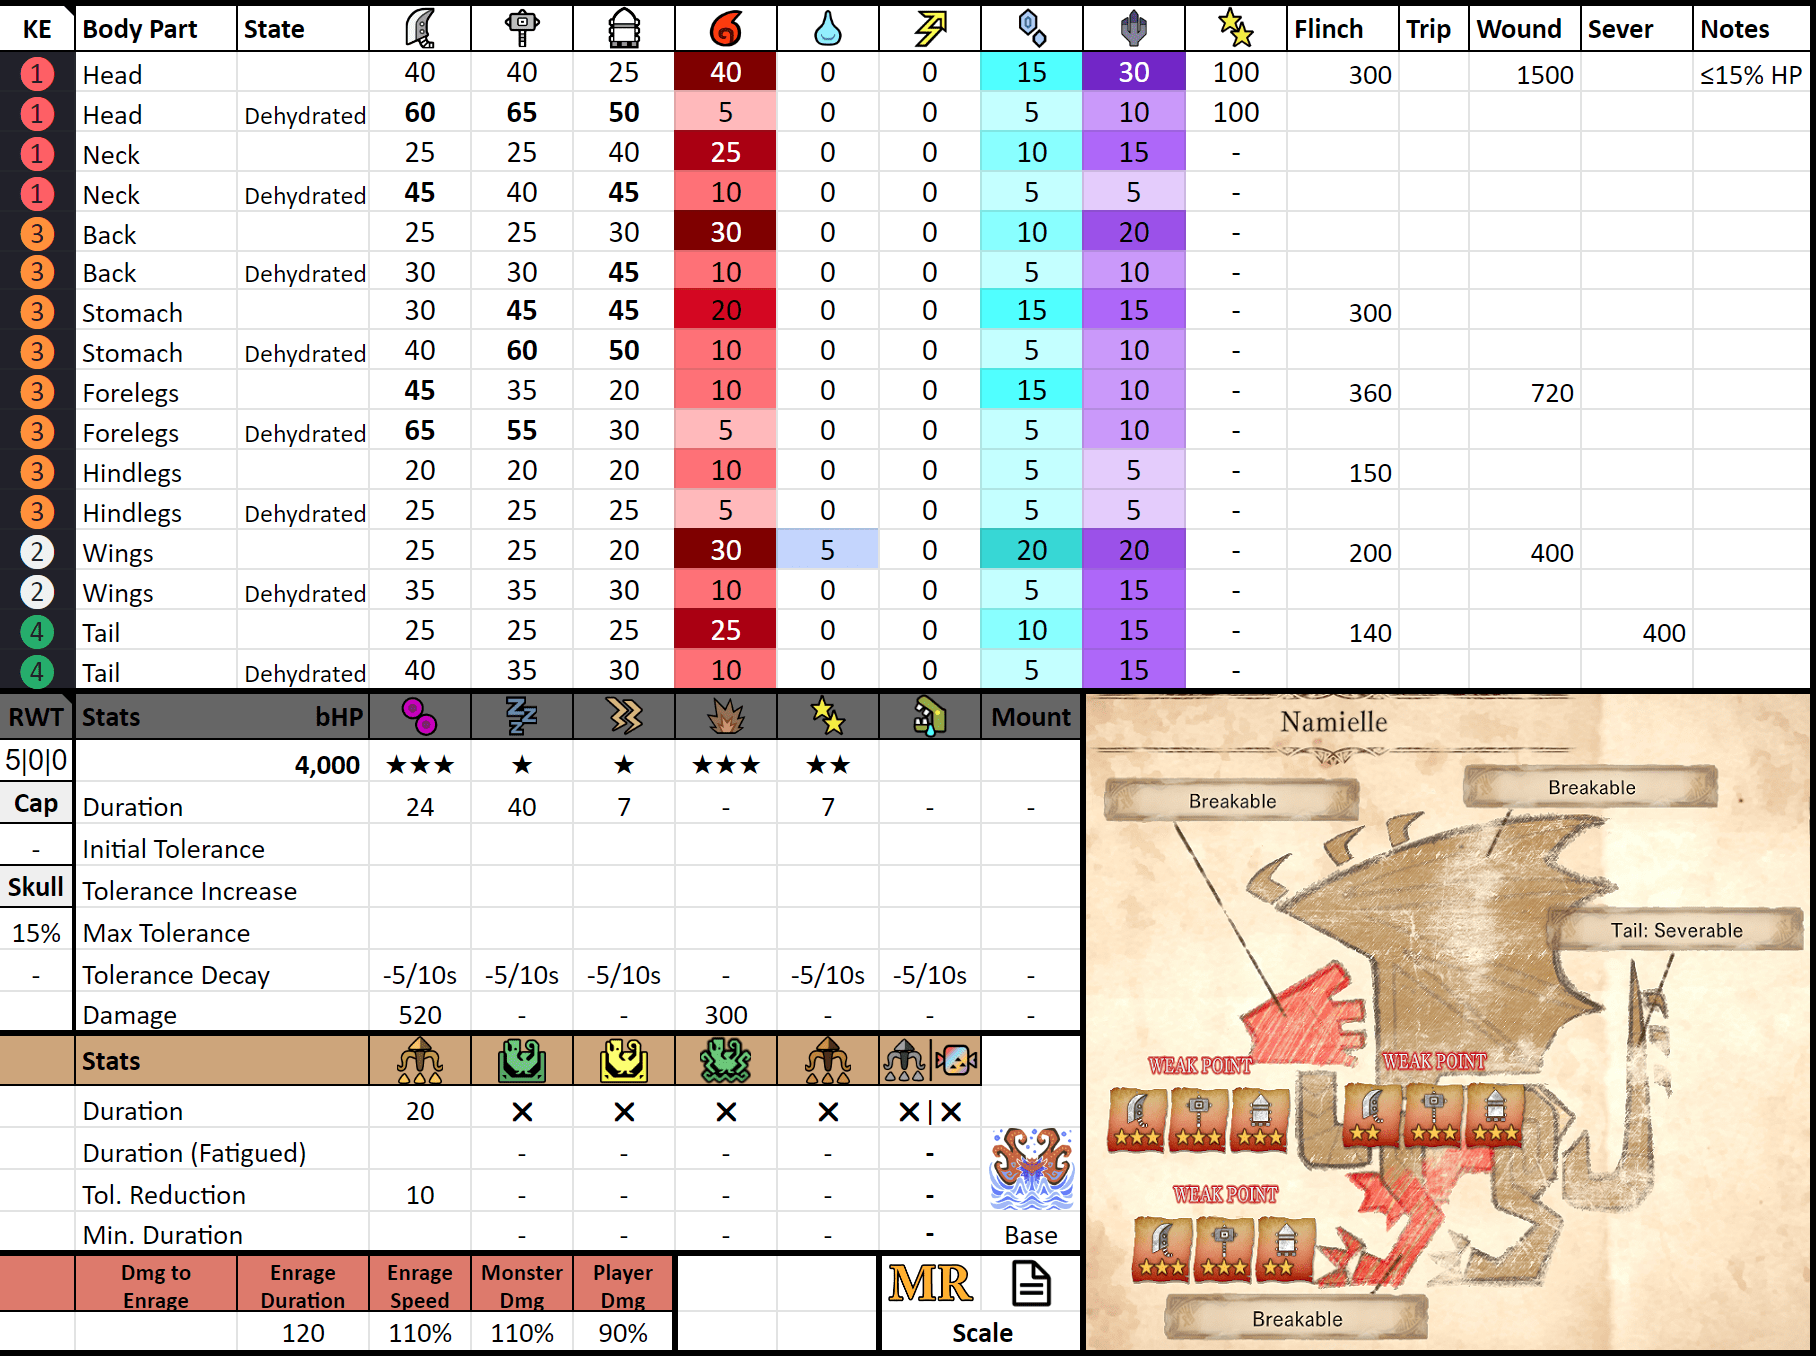 KE Body Part State Flinch Trip Wound Sever Notes
1 Head 40 40 25 40 0 0 15 30 100 300 1500 ≤15% HP
1 Head Dehydrated 60 65 50 5 0 0 5 10 100
1 Neck 25 25 40 25 0 0 10 15 -
1 Neck Dehydrated 45 40 45 10 0 0 5 5 -
3 Back 25 25 30 30 0 0 10 20 -
3 Back Dehydrated 30 30 45 10 0 0 5 10 -
3 Stomach 30 45 45 20 0 0 15 15 - 300
3 Stomach Dehydrated 40 60 50 10 0 0 5 10 -
3 Forelegs 45 35 20 10 0 0 15 10 - 360 720
3 Forelegs Dehydrated 65 55 30 5 0 0 5 10 -
3 Hindlegs 20 20 20 10 0 0 5 5 - 150
3 Hindlegs Dehydrated 25 25 25 5 0 0 5 5 -
2 Wings 25 25 20 30 5 0 20 20 - 200 400
2 Wings Dehydrated 35 35 30 10 0 0 5 15 -
4 Tail 25 25 25 25 0 0 10 15 - 140 400
4 Tail Dehydrated 40 35 30 10 0 0 5 15 -
RWT Stats bHP Mount
5|0|0 4,000 ★★★ ★ ★ ★★★ ★★
Cap Duration 24 40 7 - 7 - -
- Initial Tolerance
Skull Tolerance Increase
15% Max Tolerance
- Tolerance Decay -5/10s -5/10s -5/10s - -5/10s -5/10s -
Damage 520 - - 300 - - -
Stats
Duration 20 ✕ ✕ ✕ ✕ ✕|✕
Duration (Fatigued) - - - - -
Tol. Reduction 10 - - - - -
Min. Duration - - - - - Base
Dmg to Enrage Enrage Duration Enrage Speed Monster Dmg Player Dmg MR
120 110% 110% 90% Scale
Namielle
Breakable
Breakable
Tail: Severable
WEAK POINT
WEAK POINT
WEAK POINT
Breakable